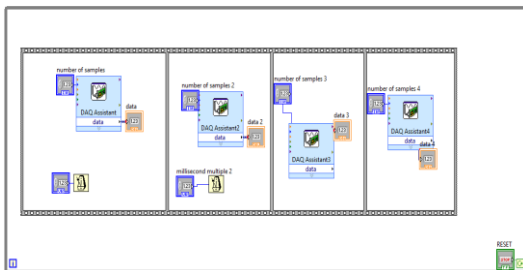 number of samples
DAQ Assistant
data
data
number of samples 2
DAQ Assistant2
data
data 2
millisecond multiple 2
number of samples 3
data 3
DAQ Assistant3
data
number of samples 4
DAQ Assistant4
data
data 4
RESET
i